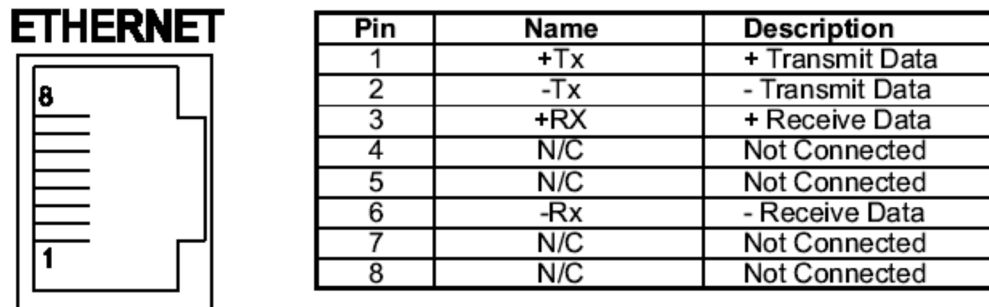 ETHERNET
8
1
Pin Name Description
1 +Tx + Transmit Data
2 -Tx - Transmit Data
3 +RX + Receive Data
4 N/C Not Connected
5 N/C Not Connected
6 -Rx - Receive Data
7 N/C Not Connected
8 N/C Not Connected